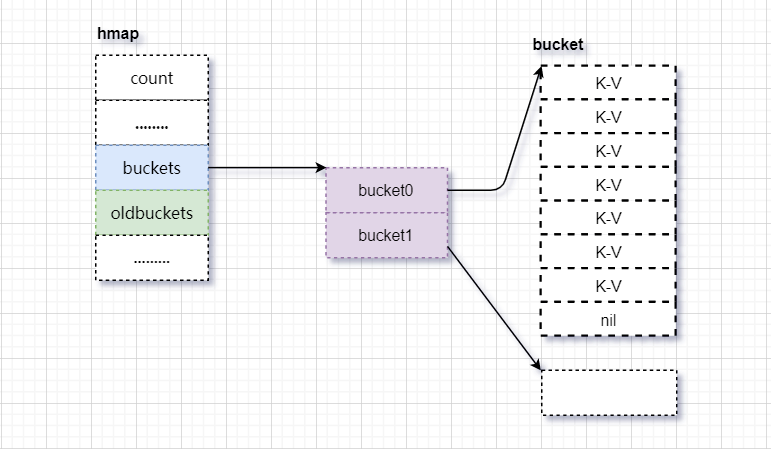 hmap
count
........
buckets
oldbuckets
.........
bucket0
bucket1
bucket
K-V
K-V
K-V
K-V
K-V
K-V
K-V
nil